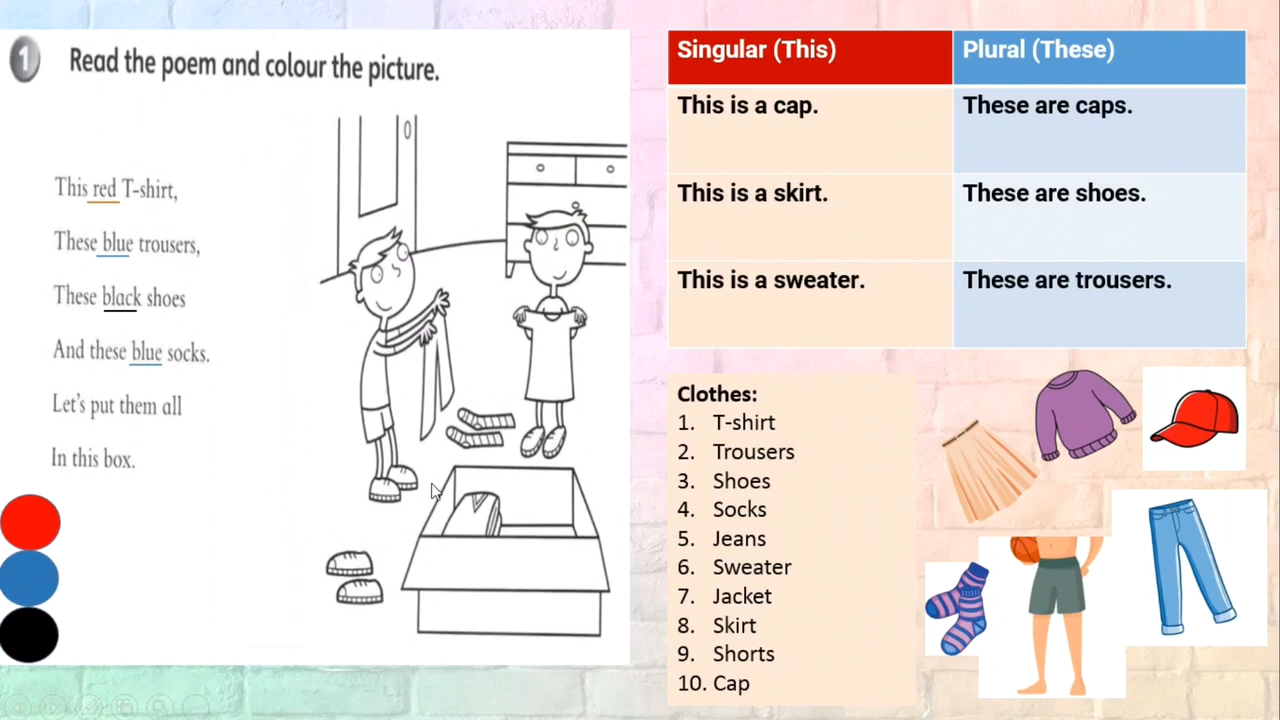 1
Read the poem and colour the picture.
This red T-shirt,
These blue trousers,
These black shoes
And these blue socks.
Let's put them all
In this box.
Singular (This)
Plural (These)
This is a cap.
These are caps.
This is a skirt.
These are shoes.
This is a sweater.
These are trousers.
Clothes:
1. T-shirt
2. Trousers
3. Shoes
4. Socks
5. Jeans
6. Sweater
7. Jacket
8. Skirt
9. Shorts
10. Cap